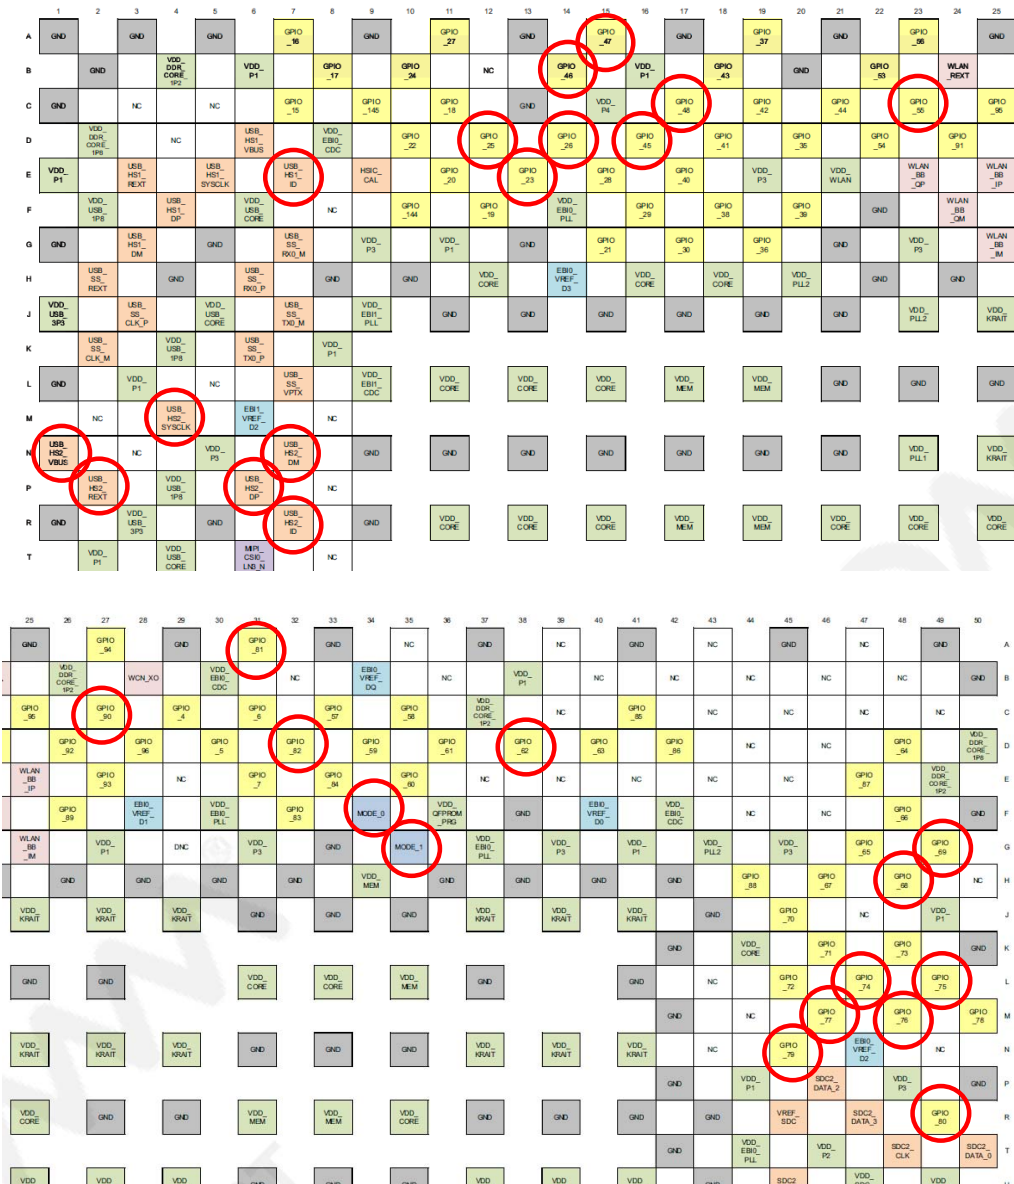 1 2 3 4 5 6 7 8 9 10 11 12 13 14 15 16 17 18 19 20 21 22 23 24 25
A GND GND GND GPIO_16 GND GPIO_27 GND GPIO_47 GND GPIO_37 GND GPIO_56 GND
B GND VDD_DDR_CORE_1P2 VDD_P1 GPIO_17 GPIO_24 NC GPIO_46 VDD_P1 GPIO_43 GND GPIO_53 WLAN_REXT
C GND NC NC GPIO_15 GPIO_145 GPIO_18 GND VDD_P4 GPIO_48 GPIO_42 GPIO_44 GPIO_55 GPIO_95
D VDD_DDR_CORE_1P8 NC USB_HS1_VBUS VDD_EBI0_CDC GPIO_22 GPIO_25 GPIO_26 GPIO_45 GPIO_41 GPIO_35 GPIO_54 GPIO_91
E VDD_P1 USB_HS1_REXT USB_HS1_SYSCLK USB_HS1_ID HSIC_CAL GPIO_20 GPIO_23 GPIO_28 GPIO_40 VDD_P3 VDD_WLAN WLAN_BB_QP WLAN_BB_IP
F VDD_USB_1P8 USB_HS1_DP VDD_USB_CORE NC GPIO_144 GPIO_19 VDD_EBI0_PLL GPIO_29 GPIO_38 GPIO_39 GND WLAN_BB_QM
G GND USB_HS1_DM GND USB_SS_RX0_M VDD_P3 VDD_P1 GND GPIO_21 GPIO_30 GPIO_36 GND VDD_P3 WLAN_BB_IM
H USB_SS_REXT GND USB_SS_RX0_P GND GND VDD_CORE EBI0_VREF_D3 VDD_CORE VDD_CORE VDD_PLL2 GND GND
J VDD_USB_3P3 USB_SS_CLK_P VDD_USB_CORE USB_SS_TX0_M VDD_EBI1_PLL GND GND GND GND GND GND VDD_PLL2 VDD_KRAIT
K USB_SS_CLK_M VDD_USB_1P8 USB_SS_TX0_P VDD_P1
L GND VDD_P1 NC USB_SS_VPTX VDD_EBI1_CDC VDD_CORE VDD_CORE VDD_CORE VDD_MEM VDD_MEM GND GND GND
M NC USB_HS2_SYSCLK EBI1_VREF_D2 NC
N USB_HS2_VBUS NC VDD_P3 USB_HS2_DM GND GND GND GND GND GND GND VDD_PLL1 VDD_KRAIT
P USB_HS2_REXT VDD_USB_1P8 USB_HS2_DP NC
R GND VDD_USB_3P3 GND USB_HS2_ID GND VDD_CORE VDD_CORE VDD_CORE VDD_MEM VDD_MEM VDD_CORE VDD_CORE VDD_CORE
T VDD_P1 VDD_USB_CORE MIPI_CSI0_LN3_N NC
25 26 27 28 29 30 31 32 33 34 35 36 37 38 39 40 41 42 43 44 45 46 47 48 49 50
GND GPIO_94 GND GPIO_81 GND NC GND NC GND NC GND NC GND A
VDD_DDR_CORE_1P2 WCN_XO VDD_EBI0_CDC NC EBI0_VREF_DQ NC VDD_P1 NC NC NC NC NC GND B
GPIO_95 GPIO_90 GPIO_4 GPIO_6 GPIO_57 GPIO_58 VDD_DDR_CORE_1P2 NC GPIO_85 NC NC NC NC C
GPIO_92 GPIO_96 GPIO_5 GPIO_82 GPIO_59 GPIO_61 GPIO_62 GPIO_63 GPIO_86 NC NC GPIO_64 VDD_DDR_CORE_1P8 D
WLAN_BB_IP GPIO_93 NC GPIO_7 GPIO_84 GPIO_60 NC NC NC NC NC GPIO_87 VDD_DDR_CORE_1P2 E
GPIO_89 EBI0_VREF_D1 VDD_EBI0_PLL GPIO_83 MODE_0 VDD_QFPROM_PRG GND EBI0_VREF_D0 VDD_EBI0_CDC NC NC GPIO_66 GND F
WLAN_BB_IM VDD_P1 DNC VDD_P3 GND MODE_1 VDD_EBI0_PLL VDD_P3 VDD_P1 VDD_PLL2 VDD_P3 GPIO_65 GPIO_69 G
GND GND GND GND VDD_MEM GND GND GND GND GPIO_88 GPIO_67 GPIO_68 NC H
VDD_KRAIT VDD_KRAIT VDD_KRAIT GND GND GND VDD_KRAIT VDD_KRAIT VDD_KRAIT GND GPIO_70 NC VDD_P1 J
GND VDD_CORE GPIO_71 GPIO_73 GND K
GND GND VDD_CORE VDD_CORE VDD_MEM GND GND NC GPIO_72 GPIO_74 GPIO_75 L
GND NC GPIO_77 GPIO_76 GPIO_78 M
VDD_KRAIT VDD_KRAIT VDD_KRAIT GND GND GND VDD_KRAIT VDD_KRAIT VDD_KRAIT NC GPIO_79 EBI0_VREF_D2 NC N
GND VDD_P1 SDC2_DATA_2 VDD_P3 GND P
VDD_CORE GND GND VDD_MEM VDD_MEM VDD_CORE GND GND GND GND VREF_SDC SDC2_DATA_3 GPIO_80 R
GND VDD_EBI0_PLL VDD_P2 SDC2_CLK SDC2_DATA_0 T
VDD VDD VDD VDD VDD VDD SDC2 VDD_ VDD